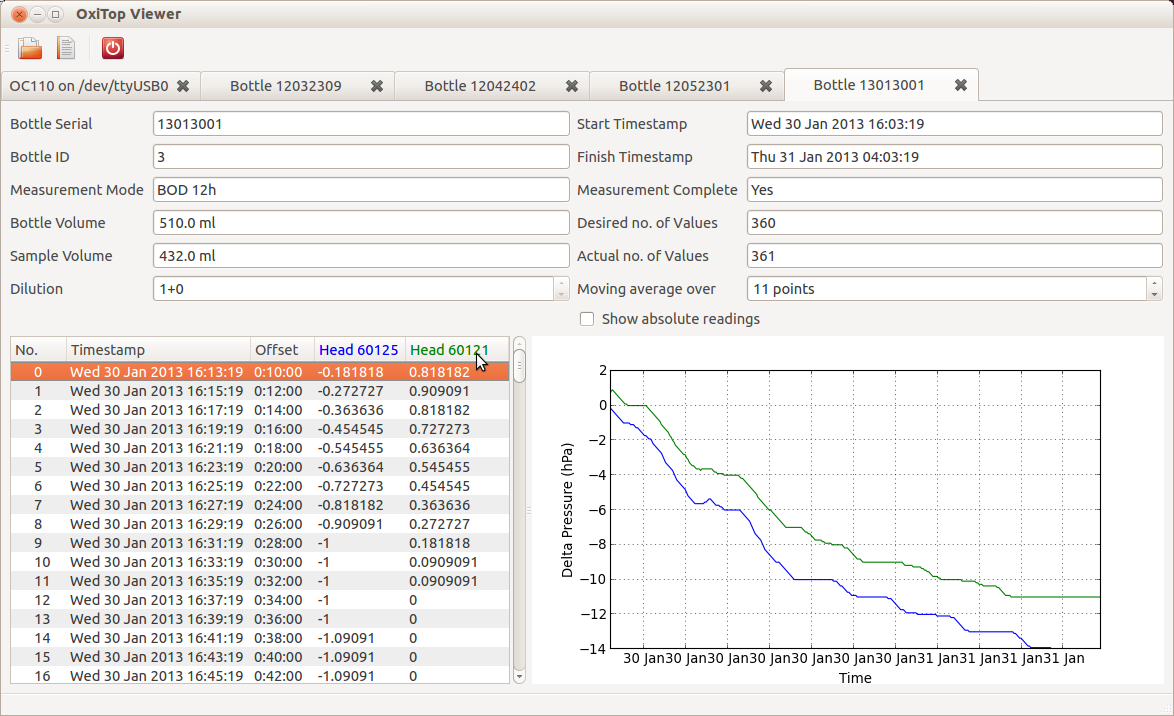 OxiTop Viewer
OC110 on /dev/ttyUSB0 Bottle 12032309 Bottle 12042402 Bottle 12052301 Bottle 13013001
Bottle Serial 13013001 Start Timestamp Wed 30 Jan 2013 16:03:19
Bottle ID 3 Finish Timestamp Thu 31 Jan 2013 04:03:19
Measurement Mode BOD 12h Measurement Complete Yes
Bottle Volume 510.0 ml Desired no. of Values 360
Sample Volume 432.0 ml Actual no. of Values 361
Dilution 1+0 Moving average over 11 points
Show absolute readings
No. Timestamp Offset Head 60125 Head 60121
0 Wed 30 Jan 2013 16:13:19 0:10:00 -0.181818 0.818182
1 Wed 30 Jan 2013 16:15:19 0:12:00 -0.272727 0.909091
2 Wed 30 Jan 2013 16:17:19 0:14:00 -0.363636 0.818182
3 Wed 30 Jan 2013 16:19:19 0:16:00 -0.454545 0.727273
4 Wed 30 Jan 2013 16:21:19 0:18:00 -0.545455 0.636364
5 Wed 30 Jan 2013 16:23:19 0:20:00 -0.636364 0.545455
6 Wed 30 Jan 2013 16:25:19 0:22:00 -0.727273 0.454545
7 Wed 30 Jan 2013 16:27:19 0:24:00 -0.818182 0.363636
8 Wed 30 Jan 2013 16:29:19 0:26:00 -0.909091 0.272727
9 Wed 30 Jan 2013 16:31:19 0:28:00 -1 0.181818
10 Wed 30 Jan 2013 16:33:19 0:30:00 -1 0.0909091
11 Wed 30 Jan 2013 16:35:19 0:32:00 -1 0.0909091
12 Wed 30 Jan 2013 16:37:19 0:34:00 -1 0
13 Wed 30 Jan 2013 16:39:19 0:36:00 -1 0
14 Wed 30 Jan 2013 16:41:19 0:38:00 -1.09091 0
15 Wed 30 Jan 2013 16:43:19 0:40:00 -1.09091 0
16 Wed 30 Jan 2013 16:45:19 0:42:00 -1.09091 0
2
0
−2
−4
−6
−8
−10
−12
−14
Delta Pressure (hPa)
30 Jan30 Jan30 Jan30 Jan30 Jan30 Jan30 Jan31 Jan31 Jan31 Jan31 Jan
Time